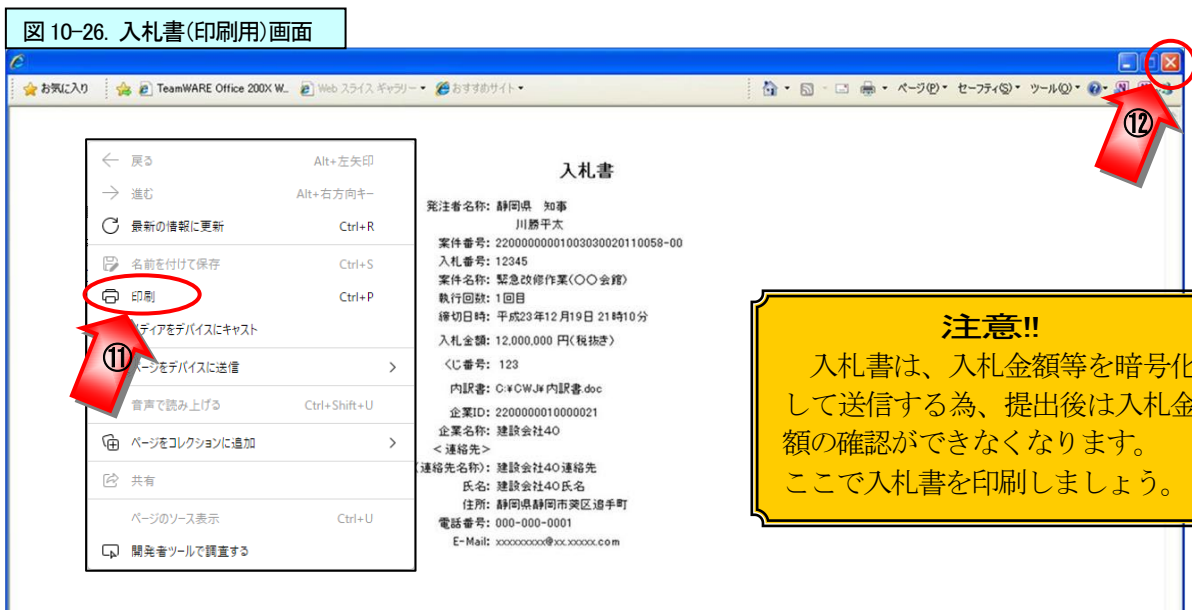 図 10-26. 入札書(印刷用)画面
お気に入り TeamWARE Office 200X W... Web スライス ギャラリー おすすめサイト ページ(P) セーフティ(S) ツール(O)
⑫
戻る Alt+左矢印
進む Alt+右方向キー
最新の情報に更新 Ctrl+R
名前を付けて保存 Ctrl+S
印刷 Ctrl+P
メディアをデバイスにキャスト
⑪
ページをデバイスに送信
音声で読み上げる Ctrl+Shift+U
ページをコレクションに追加
共有
ページのソース表示 Ctrl+U
開発者ツールで調査する
入札書
発注者名称: 静岡県 知事
川勝平太
案件番号: 2200000001003030020110058-00
入札番号: 12345
案件名称: 緊急改修作業(〇〇会館)
執行回数: 1回目
締切日時: 平成23年12月19日 21時10分
入札金額: 12,000,000 円(税抜き)
くじ番号: 123
内訳書: C:¥CWJ¥内訳書.doc
企業ID: 2200000010000021
企業名称: 建設会社40
<連絡先>
連絡先名称): 建設会社40連絡先
氏名: 建設会社40氏名
住所: 静岡県静岡市葵区追手町
電話番号: 000-000-0001
E-Mail: xxxxxxxxx@xx.xxxxx.com
注意!!
入札書は、入札金額等を暗号化
して送信する為、提出後は入札金
額の確認ができなくなります。
ここで入札書を印刷しましょう。